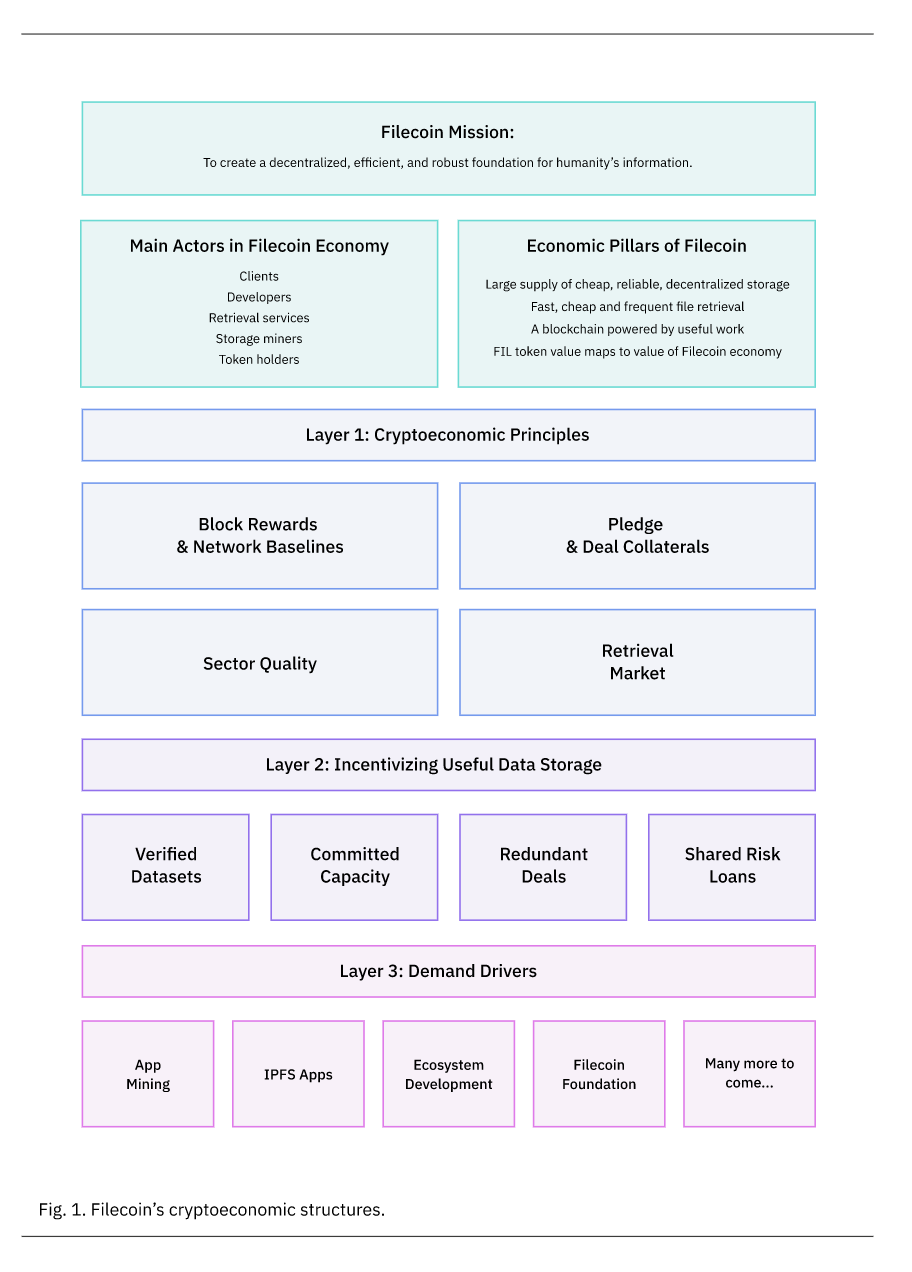 Filecoin Mission:
To create a decentralized, efficient, and robust foundation for humanity’s information.
Main Actors in Filecoin Economy
Clients
Developers
Retrieval services
Storage miners
Token holders
Economic Pillars of Filecoin
Large supply of cheap, reliable, decentralized storage
Fast, cheap and frequent file retrieval
A blockchain powered by useful work
FIL token value maps to value of Filecoin economy
Layer 1: Cryptoeconomic Principles
Block Rewards
& Network Baselines
Pledge
& Deal Collaterals
Sector Quality
Retrieval
Market
Layer 2: Incentivizing Useful Data Storage
Verified
Datasets
Committed
Capacity
Redundant
Deals
Shared Risk
Loans
Layer 3: Demand Drivers
App
Mining
IPFS Apps
Ecosystem
Development
Filecoin
Foundation
Many more to
come...
Fig. 1. Filecoin’s cryptoeconomic structures.